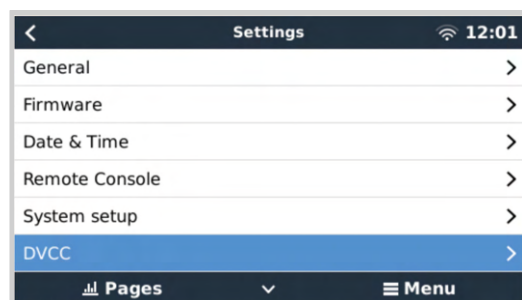 Settings 12:01
General
Firmware
Date & Time
Remote Console
System setup
DVCC
Pages Menu